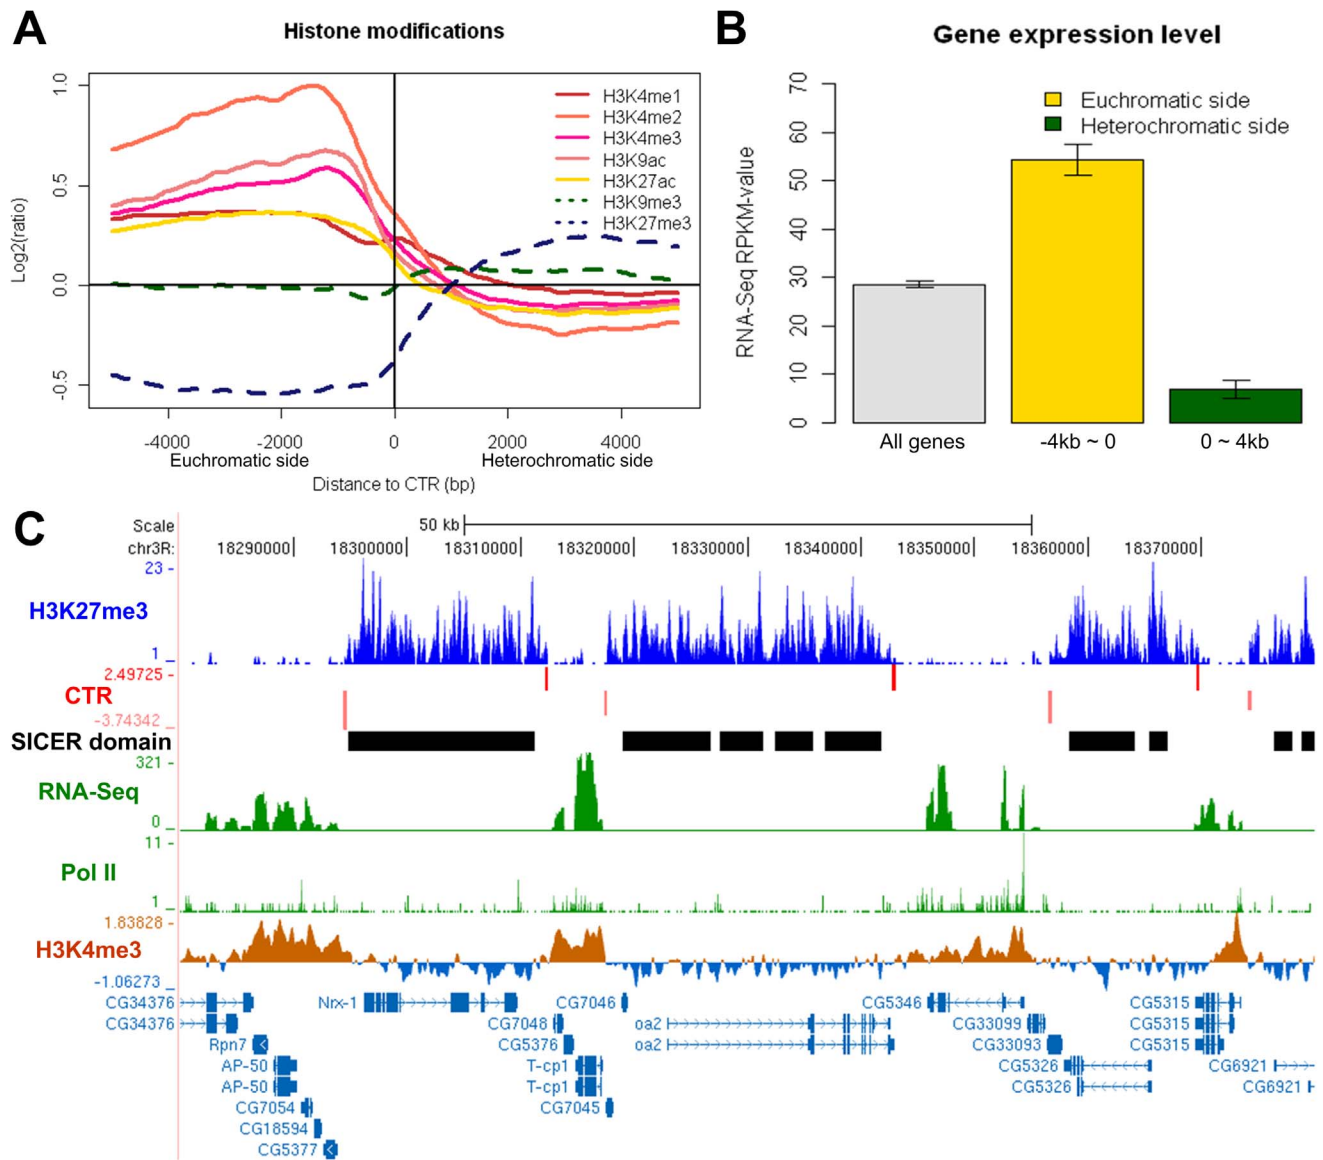 A
Histone modifications
1.0
0.5
0.0
-0.5
Log2(ratio)
H3K4me1
H3K4me2
H3K4me3
H3K9ac
H3K27ac
H3K9me3
H3K27me3
-4000 -2000 0 2000 4000
Euchromatic side Heterochromatic side
Distance to CTR (bp)
B
Gene expression level
70
60
50
40
30
20
10
0
RNA-Seq RPKM-value
Euchromatic side
Heterochromatic side
All genes -4kb ~ 0 0 ~ 4kb
C
Scale 50 kb
chr3R: 18290000 18300000 18310000 18320000 18330000 18340000 18350000 18360000 18370000
23 -
H3K27me3
1 _
2.49725 -
CTR
-3.74342 _
SICER domain
321 -
RNA-Seq
0 _
11 -
Pol II
1 _
1.83828 -
H3K4me3
-1.06273 _
CG34376 Nrx-1 CG7046 CG5346 CG5315
CG34376 CG7048 oa2 CG33099 CG5315
Rpn7 CG5376 oa2 CG33093 CG5315
AP-50 T-cp1 CG5326 CG6921
AP-50 T-cp1 CG5326 CG6921
CG7054 CG7045
CG18594
CG5377